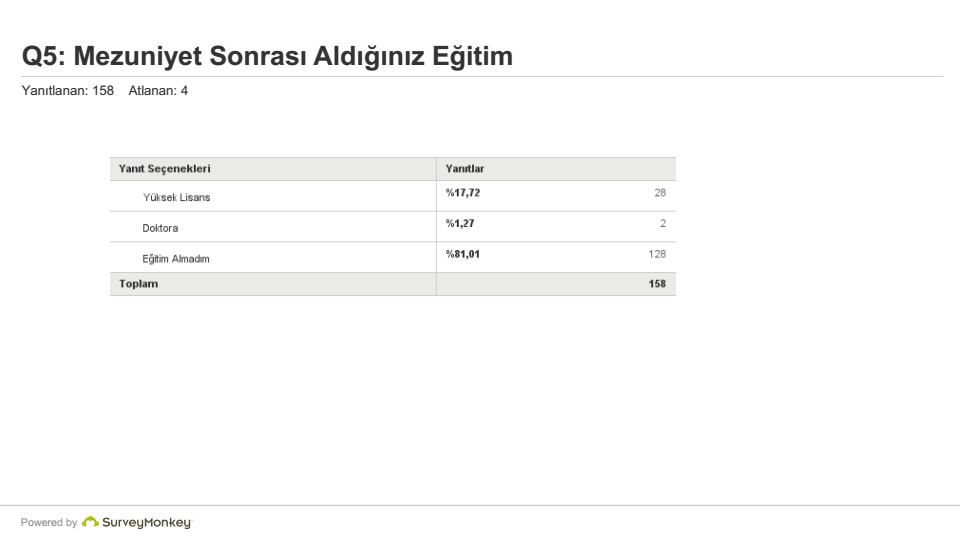 Q5: Mezuniyet Sonrası Aldığınız Eğitim
Yanıtlanan: 158 Atlanan: 4
Yanıt Seçenekleri Yanıtlar
Yüksek Lisans %17,72 28
Doktora %1,27 2
Eğitim Almadım %81,01 128
Toplam 158
Powered by SurveyMonkey